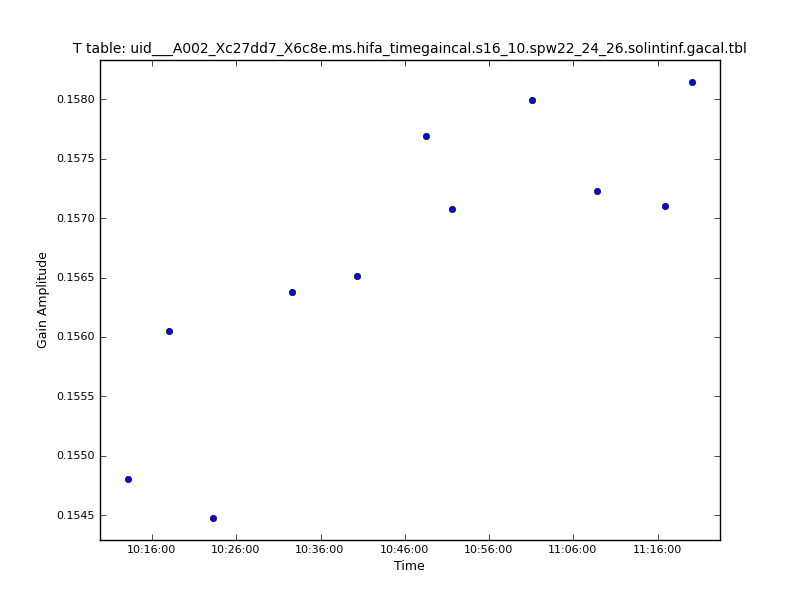 T table: uid___A002_Xc27dd7_X6c8e.ms.hifa_timegaincal.s16_10.spw22_24_26.solintinf.gacal.tbl
0.1580
0.1575
0.1570
0.1565
0.1560
0.1555
0.1550
0.1545
Gain Amplitude
10:16:00 10:26:00 10:36:00 10:46:00 10:56:00 11:06:00 11:16:00
Time